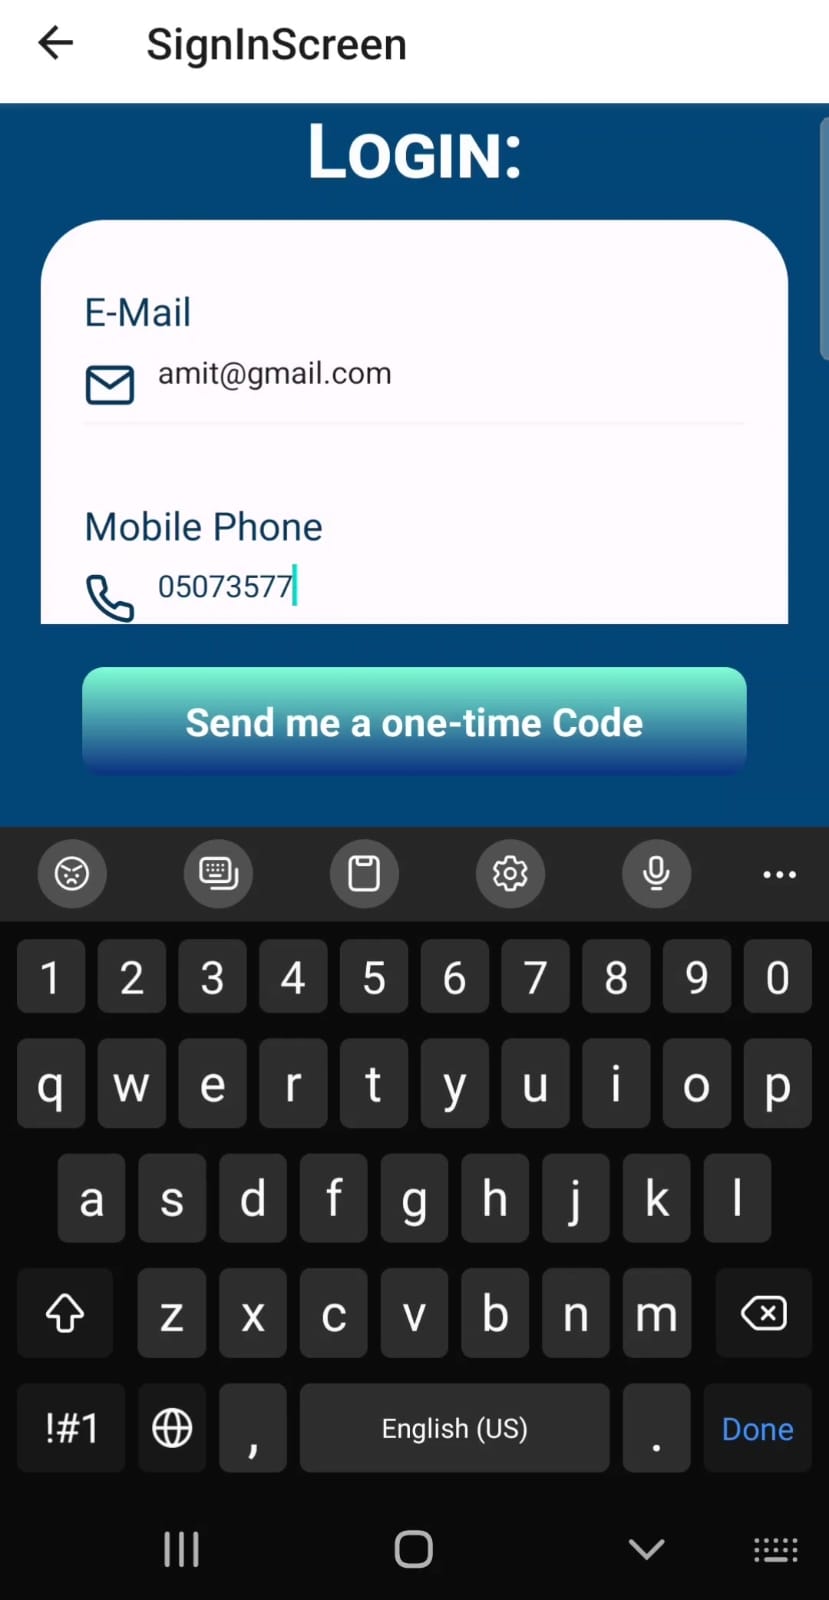 SignInScreen
LOGIN:
E-Mail
amit@gmail.com
Mobile Phone
05073577
Send me a one-time Code
1 2 3 4 5 6 7 8 9 0
q w e r t y u i o p
a s d f g h j k l
z x c v b n m
!#1 , English (US) . Done